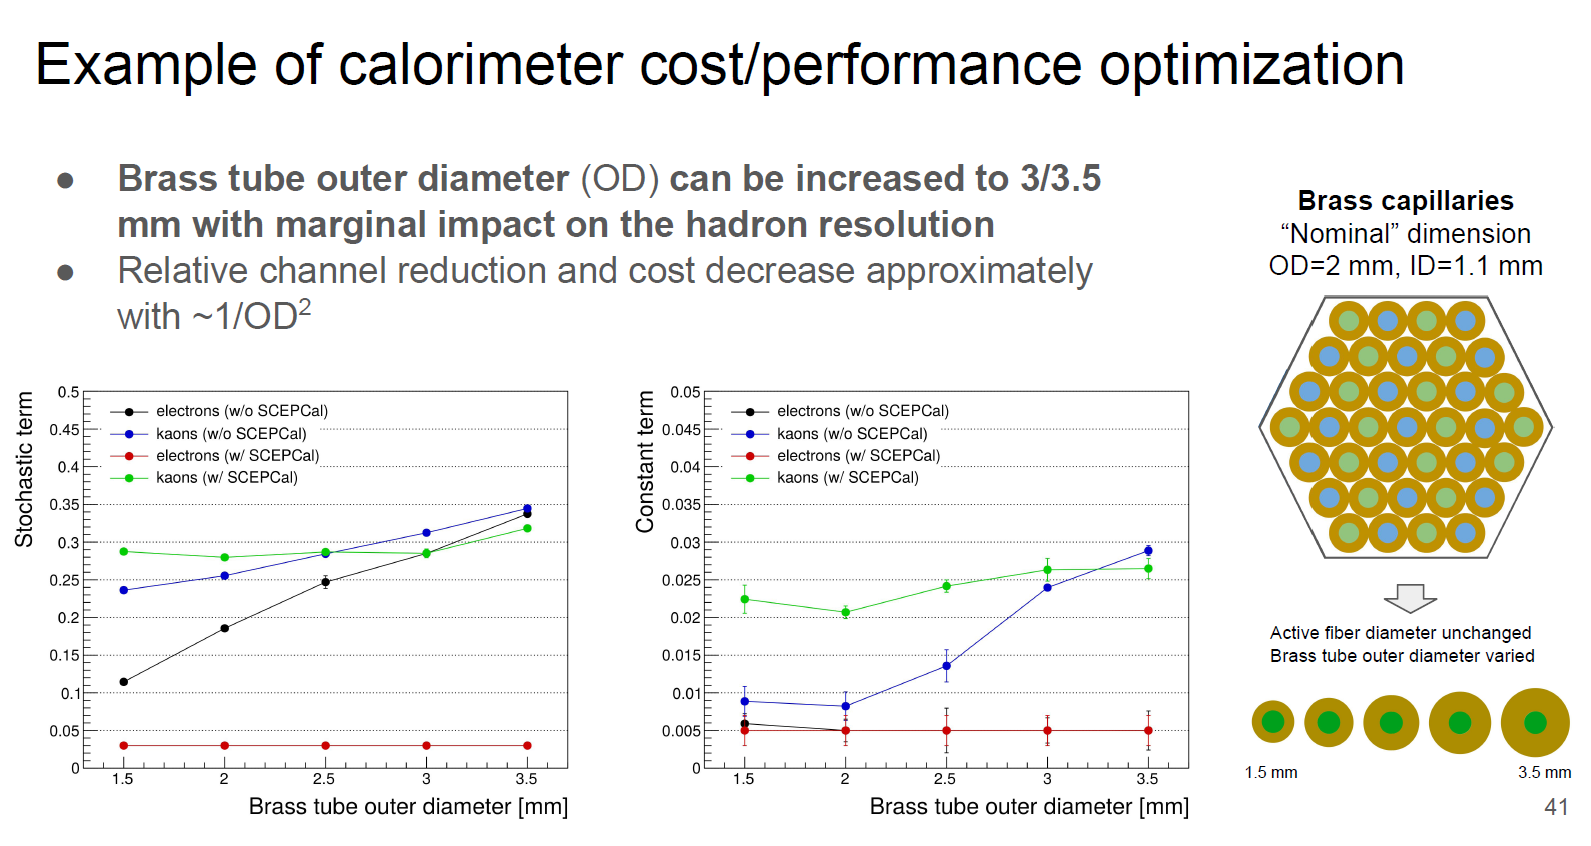 Example of calorimeter cost/performance optimization
● Brass tube outer diameter (OD) can be increased to 3/3.5
mm with marginal impact on the hadron resolution
● Relative channel reduction and cost decrease approximately
with ~1/OD²
Brass capillaries
“Nominal” dimension
OD=2 mm, ID=1.1 mm
Active fiber diameter unchanged
Brass tube outer diameter varied
1.5 mm
3.5 mm
Stochastic term
0.5
0.45
0.4
0.35
0.3
0.25
0.2
0.15
0.1
0.05
0
electrons (w/o SCEPCal)
kaons (w/o SCEPCal)
electrons (w/ SCEPCal)
kaons (w/ SCEPCal)
1.5 2 2.5 3 3.5
Brass tube outer diameter [mm]
Constant term
0.05
0.045
0.04
0.035
0.03
0.025
0.02
0.015
0.01
0.005
0
electrons (w/o SCEPCal)
kaons (w/o SCEPCal)
electrons (w/ SCEPCal)
kaons (w/ SCEPCal)
1.5 2 2.5 3 3.5
Brass tube outer diameter [mm]
41